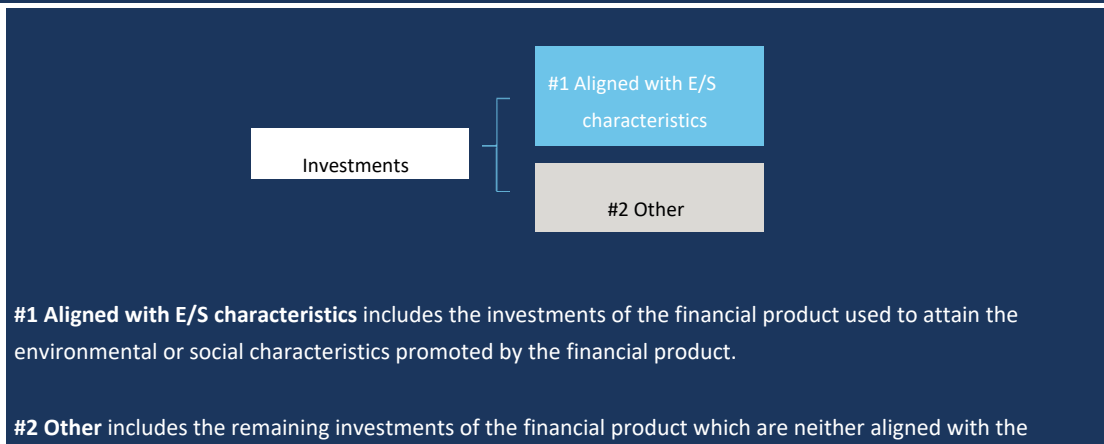 #1 Aligned with E/S
characteristics
Investments
#2 Other
#1 Aligned with E/S characteristics includes the investments of the financial product used to attain the
environmental or social characteristics promoted by the financial product.
#2 Other includes the remaining investments of the financial product which are neither aligned with the